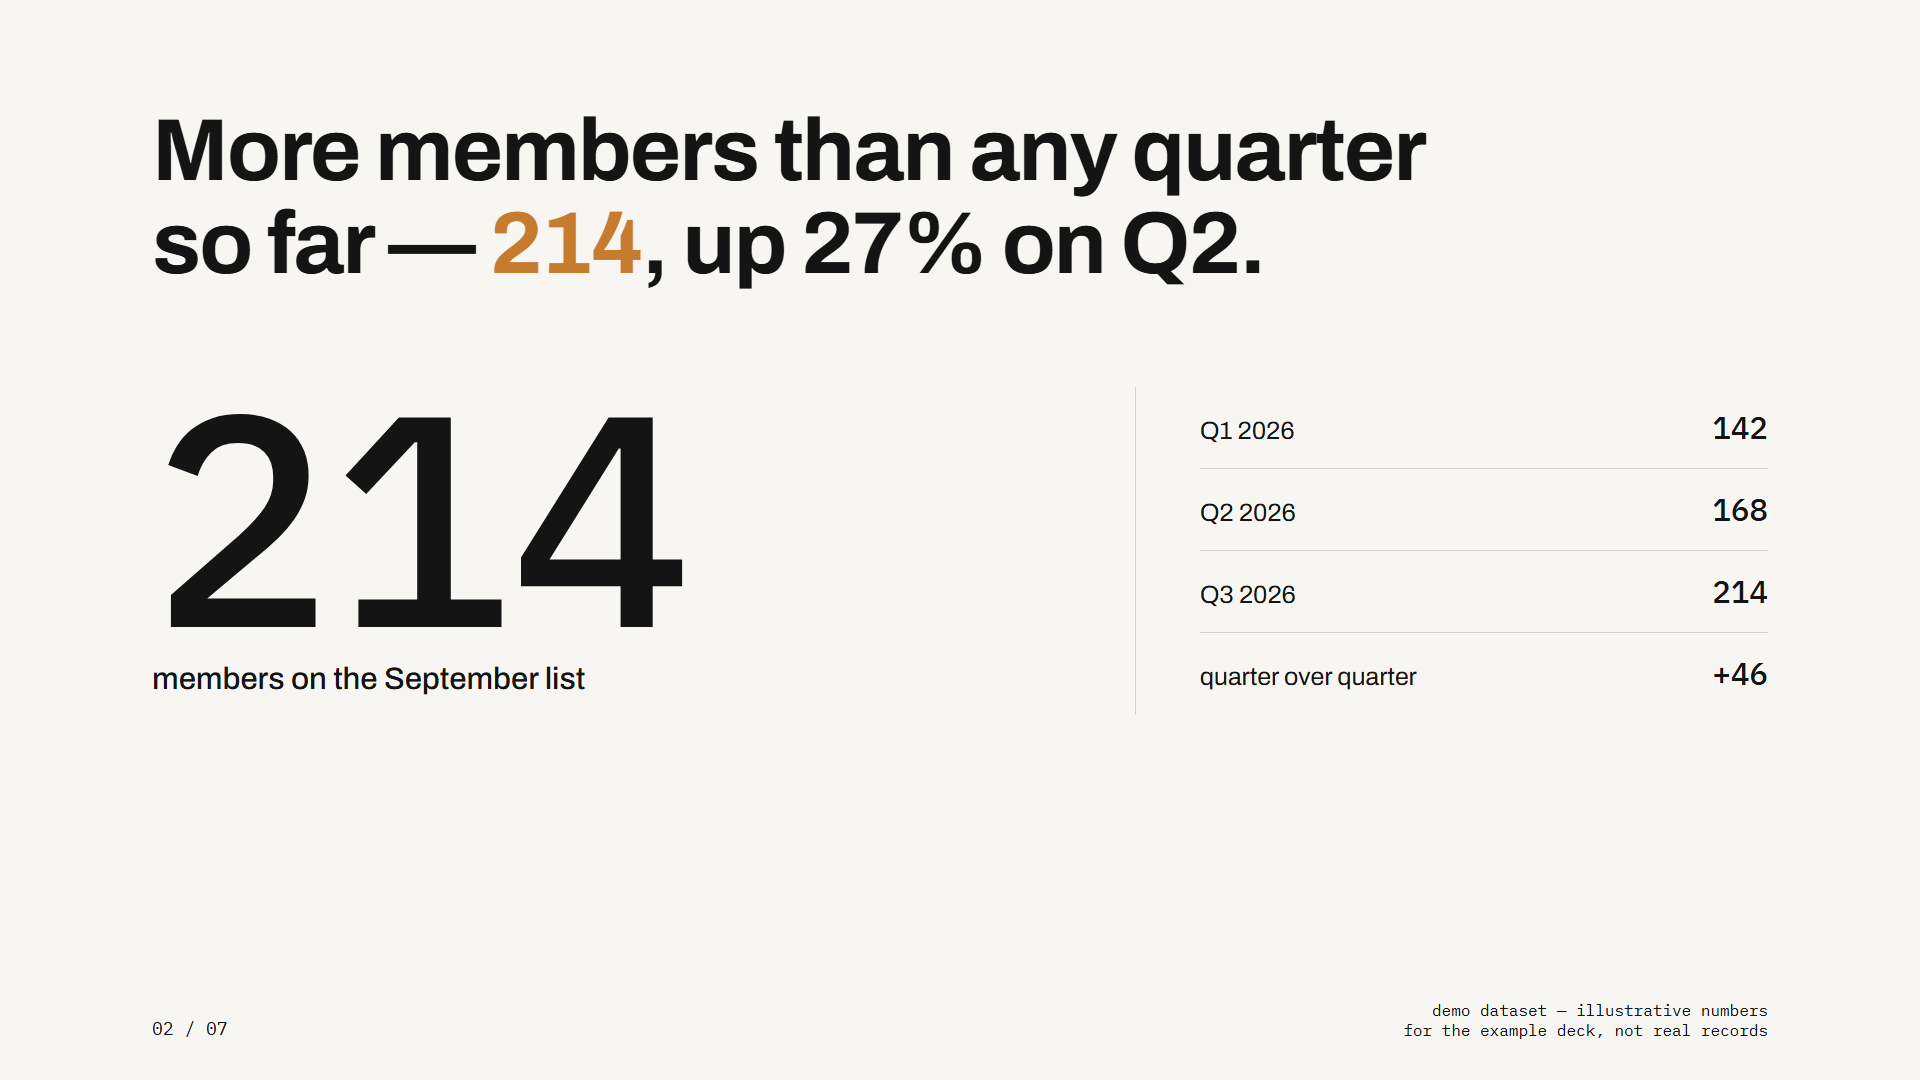 More members than any quarter
so far — 214, up 27% on Q2.
214
members on the September list
Q1 2026 142
Q2 2026 168
Q3 2026 214
quarter over quarter +46
02 / 07
demo dataset — illustrative numbers
for the example deck, not real records